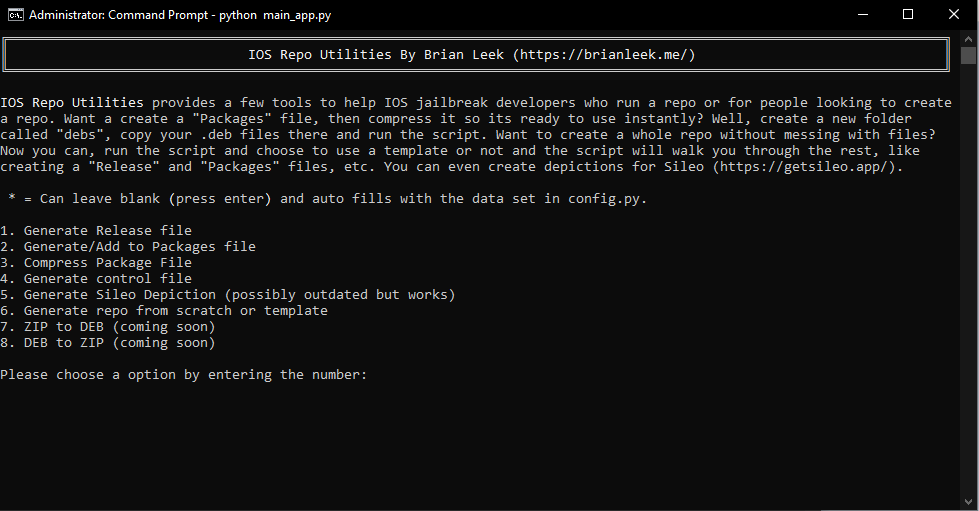 Administrator: Command Prompt - python  main_app.py
IOS Repo Utilities By Brian Leek (https://brianleek.me/)
IOS Repo Utilities provides a few tools to help IOS jailbreak developers who run a repo or for people looking to create
a repo. Want a create a "Packages" file, then compress it so its ready to use instantly? Well, create a new folder
called "debs", copy your .deb files there and run the script. Want to create a whole repo without messing with files?
Now you can, run the script and choose to use a template or not and the script will walk you through the rest, like
creating a "Release" and "Packages" files, etc. You can even create depictions for Sileo (https://getsileo.app/).
* = Can leave blank (press enter) and auto fills with the data set in config.py.
1. Generate Release file
2. Generate/Add to Packages file
3. Compress Package File
4. Generate control file
5. Generate Sileo Depiction (possibly outdated but works)
6. Generate repo from scratch or template
7. ZIP to DEB (coming soon)
8. DEB to ZIP (coming soon)
Please choose a option by entering the number: